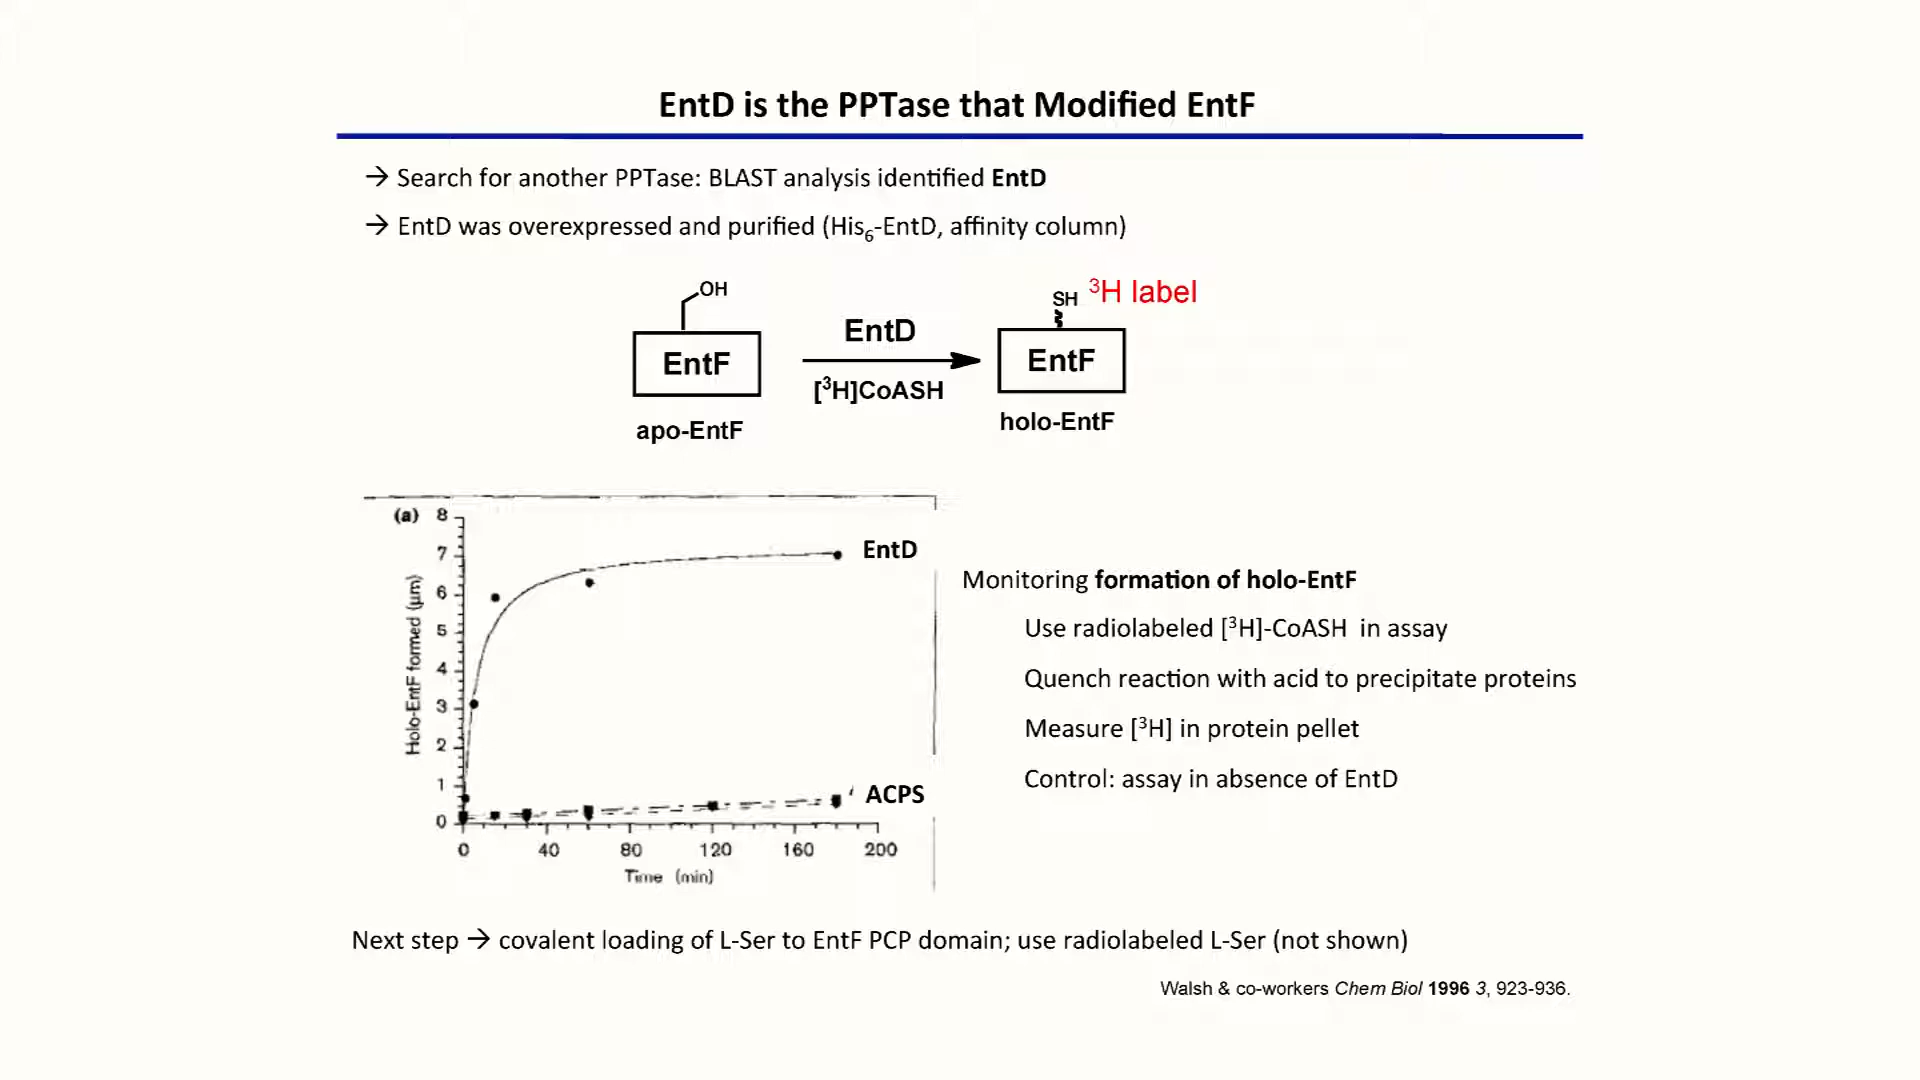 EntD is the PPTase that Modified EntF
→ Search for another PPTase: BLAST analysis identified EntD
→ EntD was overexpressed and purified (His₆-EntD, affinity column)
OH
EntF
apo-EntF
EntD
[³H]CoASH
SH ³H label
EntF
holo-EntF
(a)
Holo-EntF formed (µm)
8
7
6
5
4
3
2
1
0
EntD
ACPS
0 40 80 120 160 200
Time (min)
Monitoring formation of holo-EntF
Use radiolabeled [³H]-CoASH in assay
Quench reaction with acid to precipitate proteins
Measure [³H] in protein pellet
Control: assay in absence of EntD
Next step → covalent loading of L-Ser to EntF PCP domain; use radiolabeled L-Ser (not shown)
Walsh & co-workers Chem Biol 1996 3, 923-936.